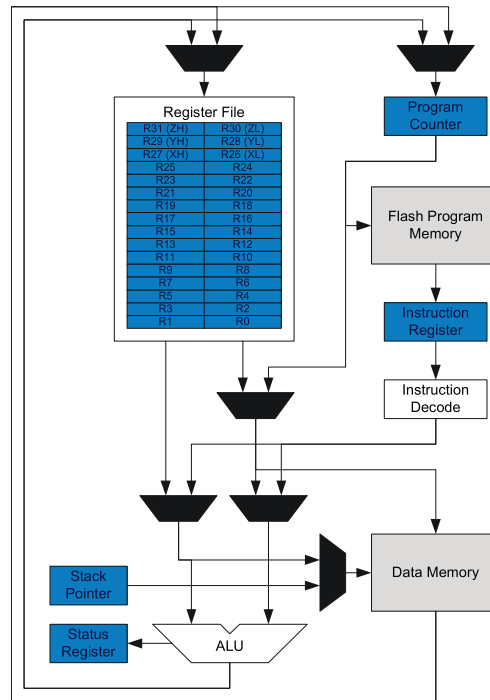 Register File
R31 (ZH) R30 (ZL)
R29 (YH) R28 (YL)
R27 (XH) R26 (XL)
R25 R24
R23 R22
R21 R20
R19 R18
R17 R16
R15 R14
R13 R12
R11 R10
R9 R8
R7 R6
R5 R4
R3 R2
R1 R0
Program
Counter
Flash Program
Memory
Instruction
Register
Instruction
Decode
Data Memory
Stack
Pointer
Status
Register
ALU